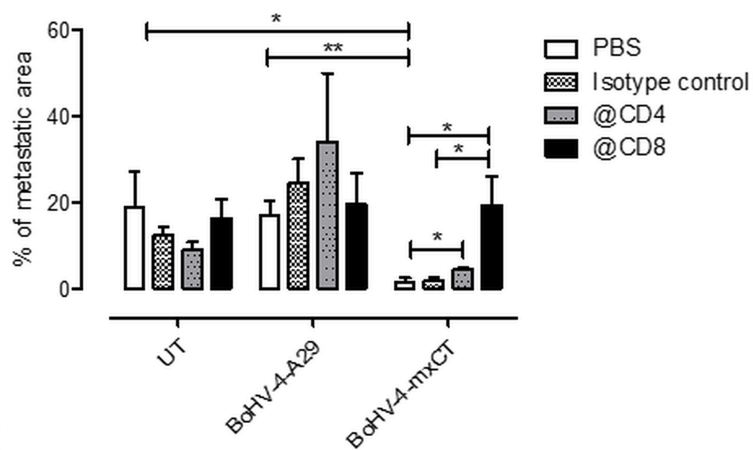 % of metastatic area
60
40
20
0
*
**
*
*
*
PBS
Isotype control
@CD4
@CD8
UT
BoHV-4-A29
BoHV-4-mxCT